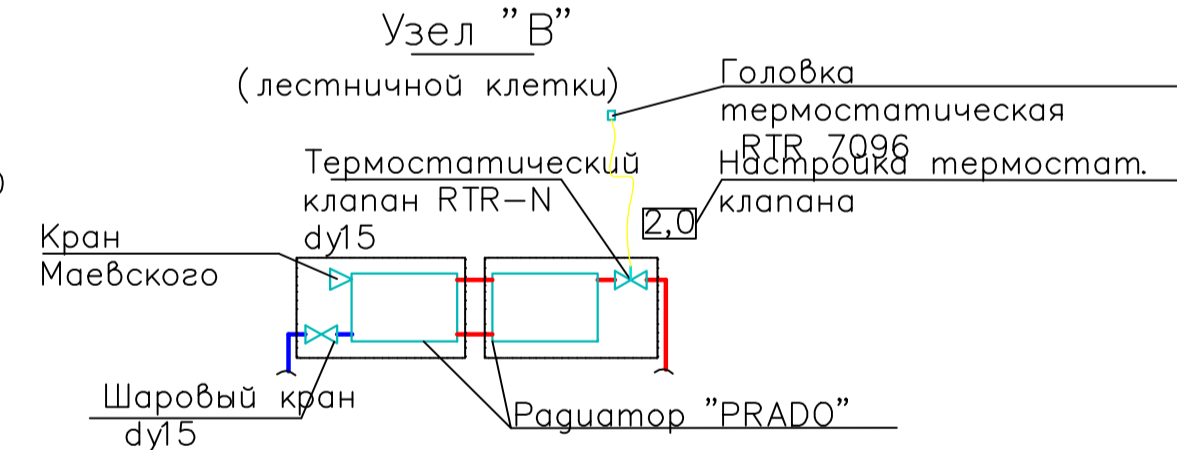 Узел "В"
(лестничной клетки)
Головка
термостатическая
RTR 7096
Термостатический
клапан RTR-N
dy15
Настройка термостат.
клапана
2,0
Кран
Маевского
)
Шаровый кран
dy15
Радиатор "PRADO"